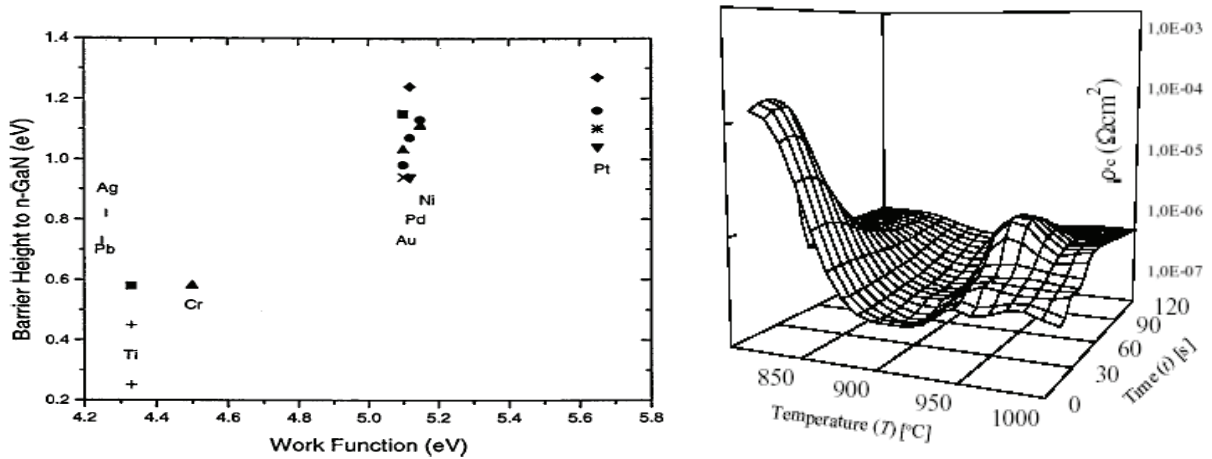 Barrier Height to n-GaN (eV)
1.4
1.2
1.0
0.8
0.6
0.4
0.2
Ag
Pb
Ti
Cr
Ni
Pd
Au
Pt
4.2 4.4 4.6 4.8 5.0 5.2 5.4 5.6 5.8
Work Function (eV)
1,0E-03
1,0E-04
1,0E-05
1,0E-06
1,0E-07
ρc (Ωcm²)
120
90
60
30
0
Time (t) [s]
850 900 950 1000
Temperature (T) [°C]